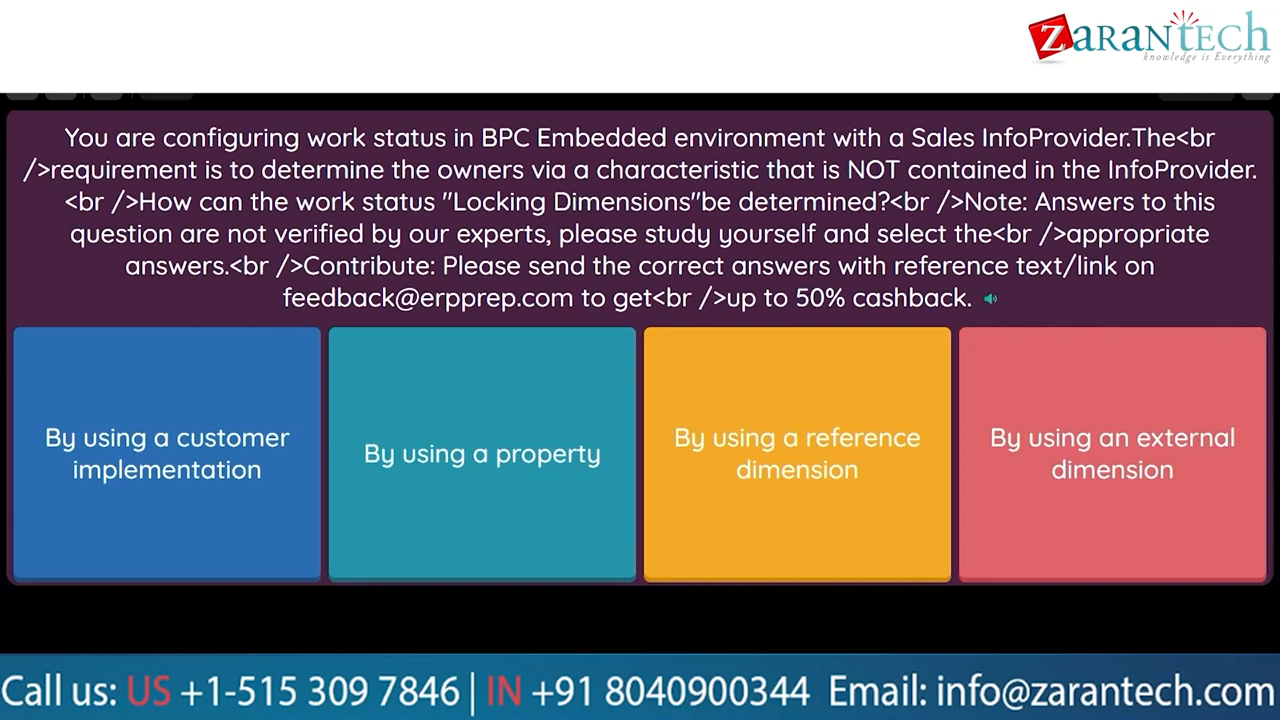 ZARANTECH
knowledge is Everything
You are configuring work status in BPC Embedded environment with a Sales InfoProvider.The<br
/>requirement is to determine the owners via a characteristic that is NOT contained in the InfoProvider.
<br />How can the work status "Locking Dimensions"be determined?<br />Note: Answers to this
question are not verified by our experts, please study yourself and select the<br />appropriate
answers.<br />Contribute: Please send the correct answers with reference text/link on
feedback@erpprep.com to get<br />up to 50% cashback.
By using a customer
implementation
By using a property
By using a reference
dimension
By using an external
dimension
Call us: US +1-515 309 7846 | IN +91 8040900344 Email: info@zarantech.com